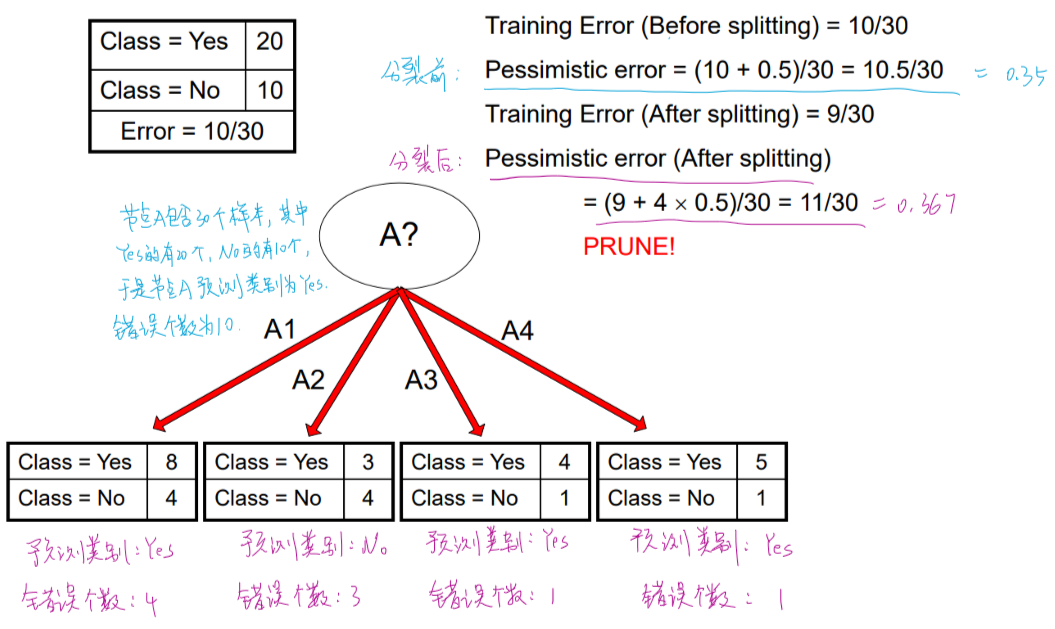 Class = Yes 20
Class = No 10
Error = 10/30
Training Error (Before splitting) = 10/30
分裂前: Pessimistic error = (10 + 0.5)/30 = 10.5/30 = 0.35
Training Error (After splitting) = 9/30
分裂后: Pessimistic error (After splitting)
= (9 + 4 × 0.5)/30 = 11/30 = 0.367
PRUNE!
节点A包含30个样本, 其中
Yes的有20个, No的有10个,
于是节点A预测类别为Yes.
错误个数为10.
A?
A1
A2
A3
A4
Class = Yes 8
Class = No 4
预测类别: Yes
错误个数: 4
Class = Yes 3
Class = No 4
预测类别: No
错误个数: 3
Class = Yes 4
Class = No 1
预测类别: Yes
错误个数: 1
Class = Yes 5
Class = No 1
预测类别: Yes
错误个数: 1